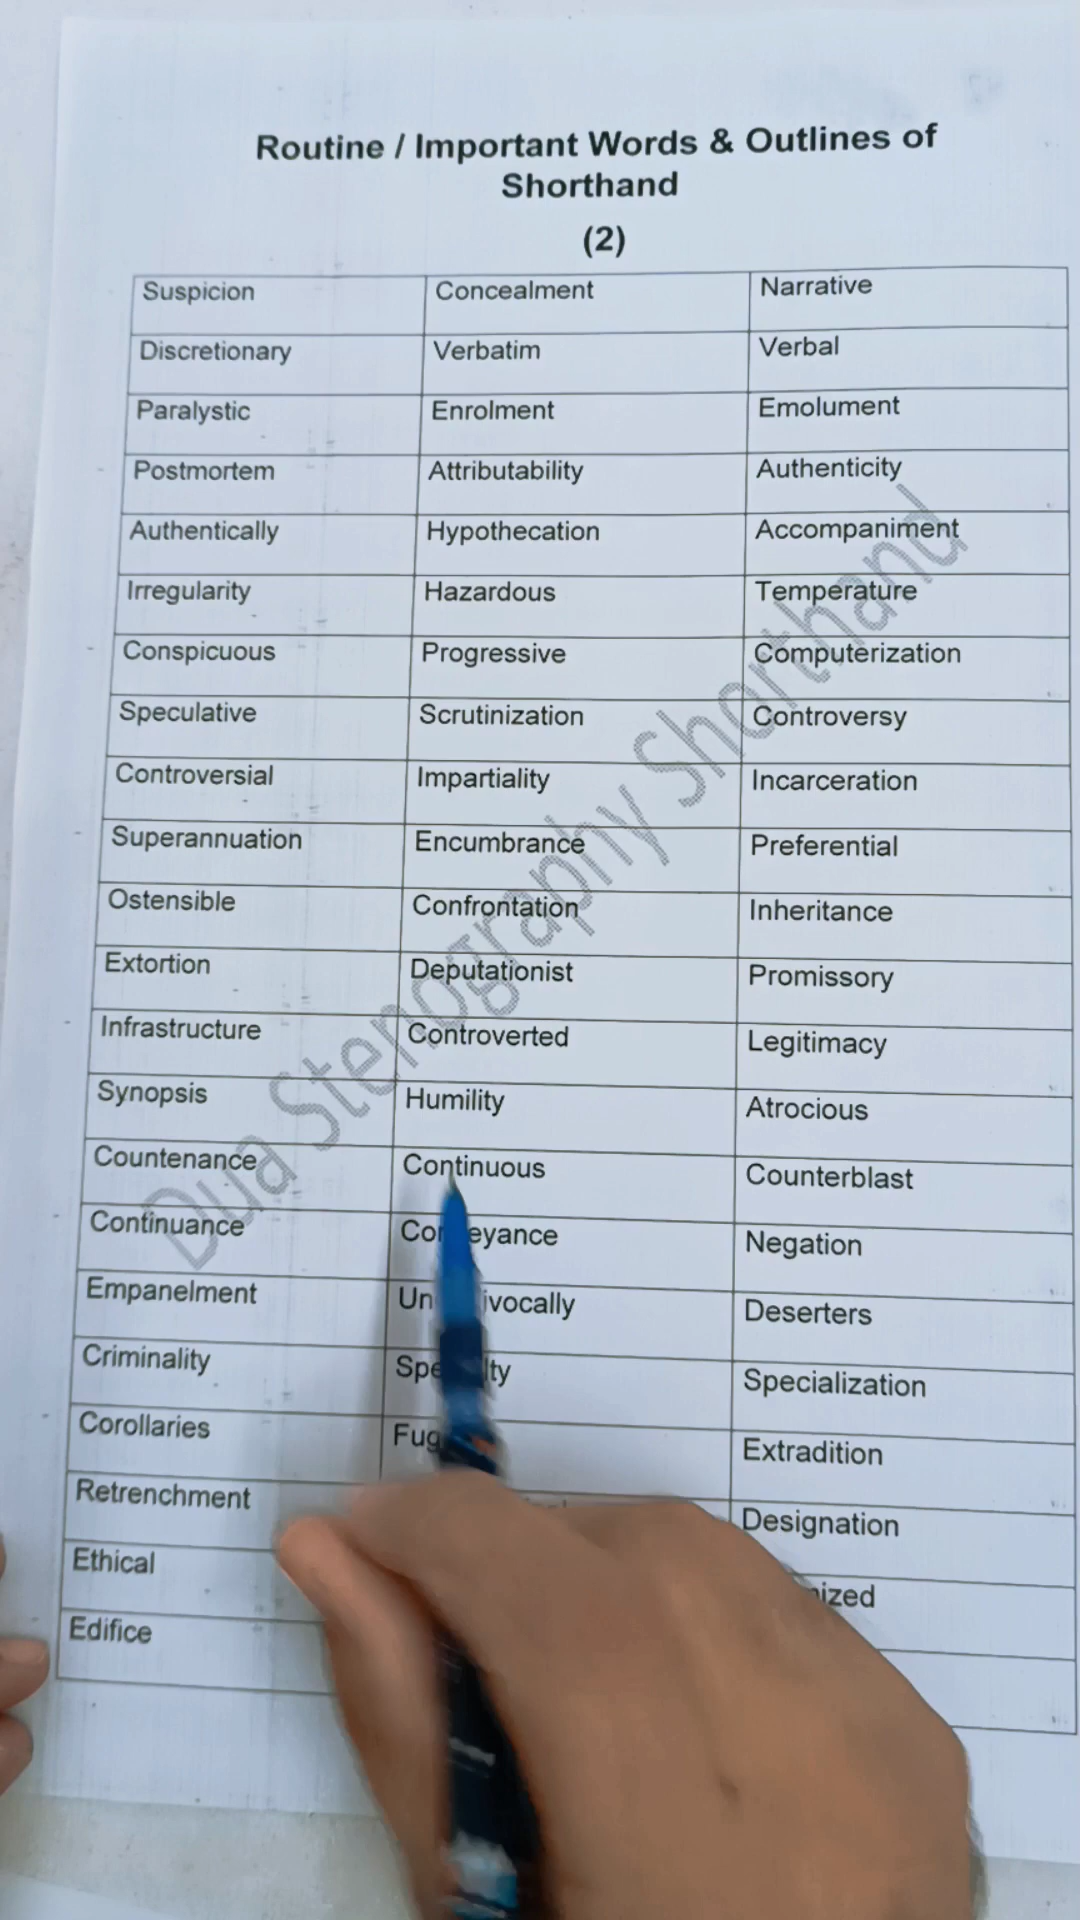 Routine / Important Words & Outlines of
Shorthand
(2)
Suspicion Concealment Narrative
Discretionary Verbatim Verbal
Paralystic Enrolment Emolument
Postmortem Attributability Authenticity
Authentically Hypothecation Accompaniment
Irregularity Hazardous Temperature
Conspicuous Progressive Computerization
Speculative Scrutinization Controversy
Controversial Impartiality Incarceration
Superannuation Encumbrance Preferential
Ostensible Confrontation Inheritance
Extortion Deputationist Promissory
Infrastructure Controverted Legitimacy
Synopsis Humility Atrocious
Countenance Continuous Counterblast
Continuance Negation
Empanelment Deserters
Criminality Specialization
Corollaries Extradition
Retrenchment Designation
Ethical
Edifice
Dua Stenography Shorthand